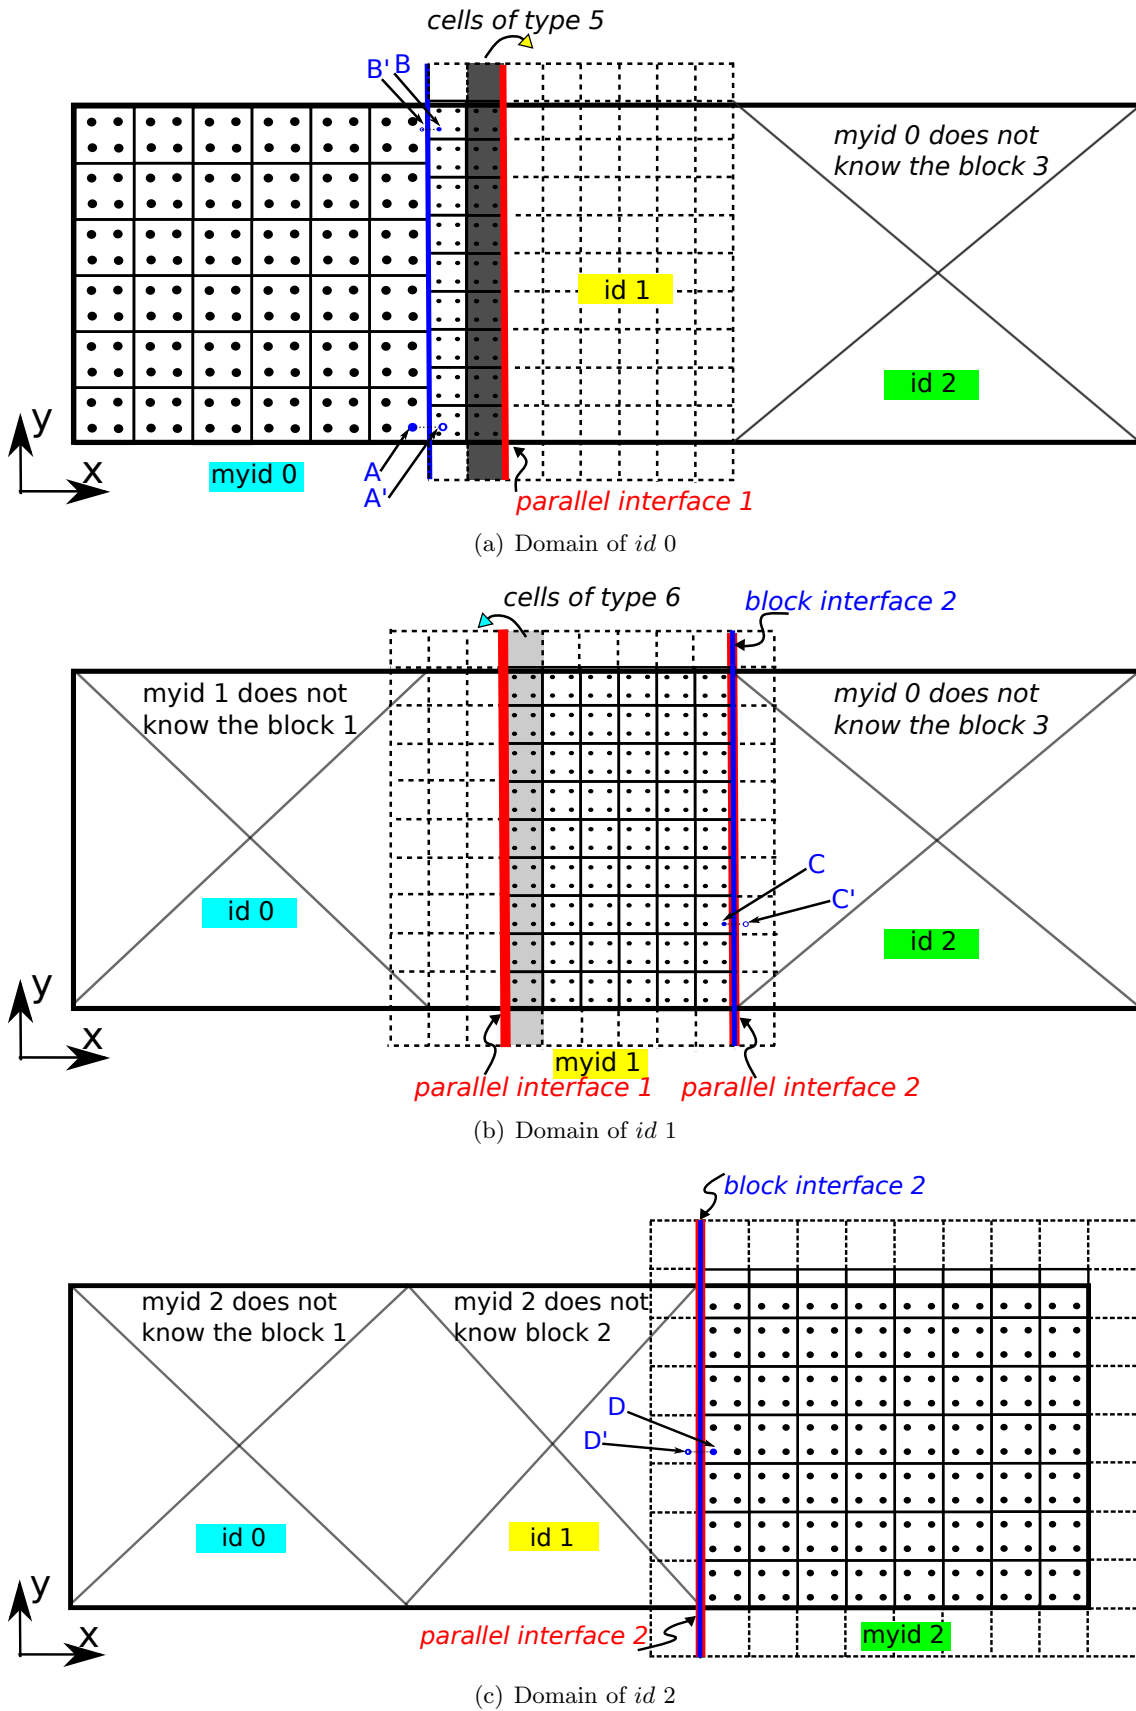 cells of type 5
B' B
myid 0 does not
know the block 3
id 1
id 2
y
x
myid 0
A
A'
parallel interface 1
(a) Domain of id 0
cells of type 6
block interface 2
myid 1 does not
know the block 1
myid 0 does not
know the block 3
C
C'
id 0
id 2
y
x
myid 1
parallel interface 1
parallel interface 2
(b) Domain of id 1
block interface 2
myid 2 does not
know the block 1
myid 2 does not
know block 2
D
D'
id 0
id 1
y
x
parallel interface 2
myid 2
(c) Domain of id 2